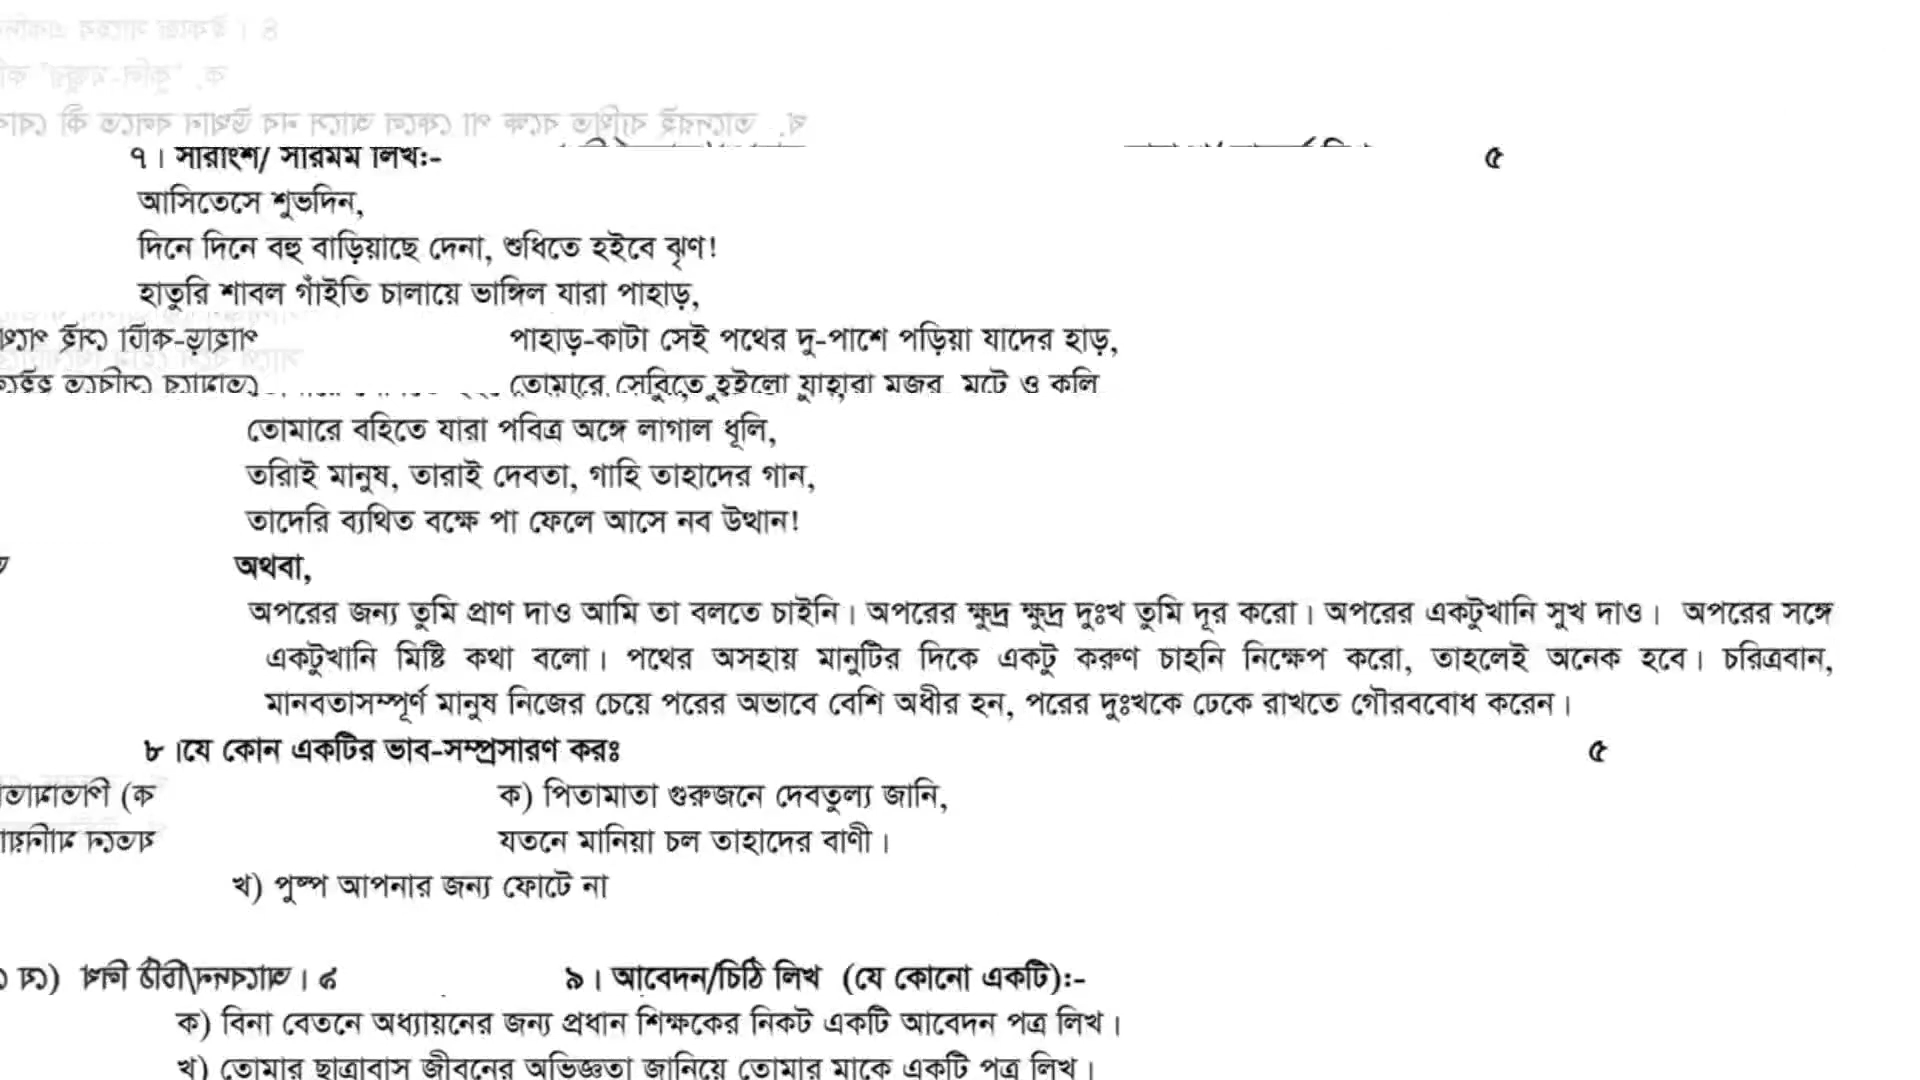 ৭। সারাংশ/ সারমর্ম লিখঃ- ৫
আসিতেসে শুভদিন,
দিনে দিনে বহু বাড়িয়াছে দেনা, শুধিতে হইবে ঝৃণ!
হাতুরি শাবল গাঁইতি চালায়ে ভাঙ্গিল যারা পাহাড়,
পাহাড়-কাটা সেই পথের দু-পাশে পড়িয়া যাদের হাড়,
তোমারে সেবিতে হইলো যাহারা মজুর মুটে ও কুলি
তোমারে বহিতে যারা পবিত্র অঙ্গে লাগাল ধূলি,
তারাই মানুষ, তারাই দেবতা, গাহি তাহাদের গান,
তাদেরি ব্যথিত বক্ষে পা ফেলে আসে নব উত্থান!
অথবা,
অপরের জন্য তুমি প্রাণ দাও আমি তা বলতে চাইনি। অপরের ক্ষুদ্র ক্ষুদ্র দুঃখ তুমি দূর করো। অপরের একটুখানি সুখ দাও। অপরের সঙ্গে
একটুখানি মিষ্টি কথা বলো। পথের অসহায় মানুটির দিকে একটু করুণ চাহনি নিক্ষেপ করো, তাহলেই অনেক হবে। চরিত্রবান,
মানবতাসম্পূর্ণ মানুষ নিজের চেয়ে পরের অভাবে বেশি অধীর হন, পরের দুঃখকে ঢেকে রাখতে গৌরববোধ করেন।
৮।যে কোন একটির ভাব-সম্প্রসারণ করঃ ৫
ক) পিতামাতা গুরুজনে দেবতুল্য জানি,
যতনে মানিয়া চল তাহাদের বাণী।
খ) পুষ্প আপনার জন্য ফোটে না
৯। আবেদন/চিঠি লিখ (যে কোনো একটি):-
ক) বিনা বেতনে অধ্যায়নের জন্য প্রধান শিক্ষকের নিকট একটি আবেদন পত্র লিখ।
খ) তোমার ছাত্রাবাস জীবনের অভিজ্ঞতা জানিয়ে তোমার মাকে একটি পত্র লিখ।